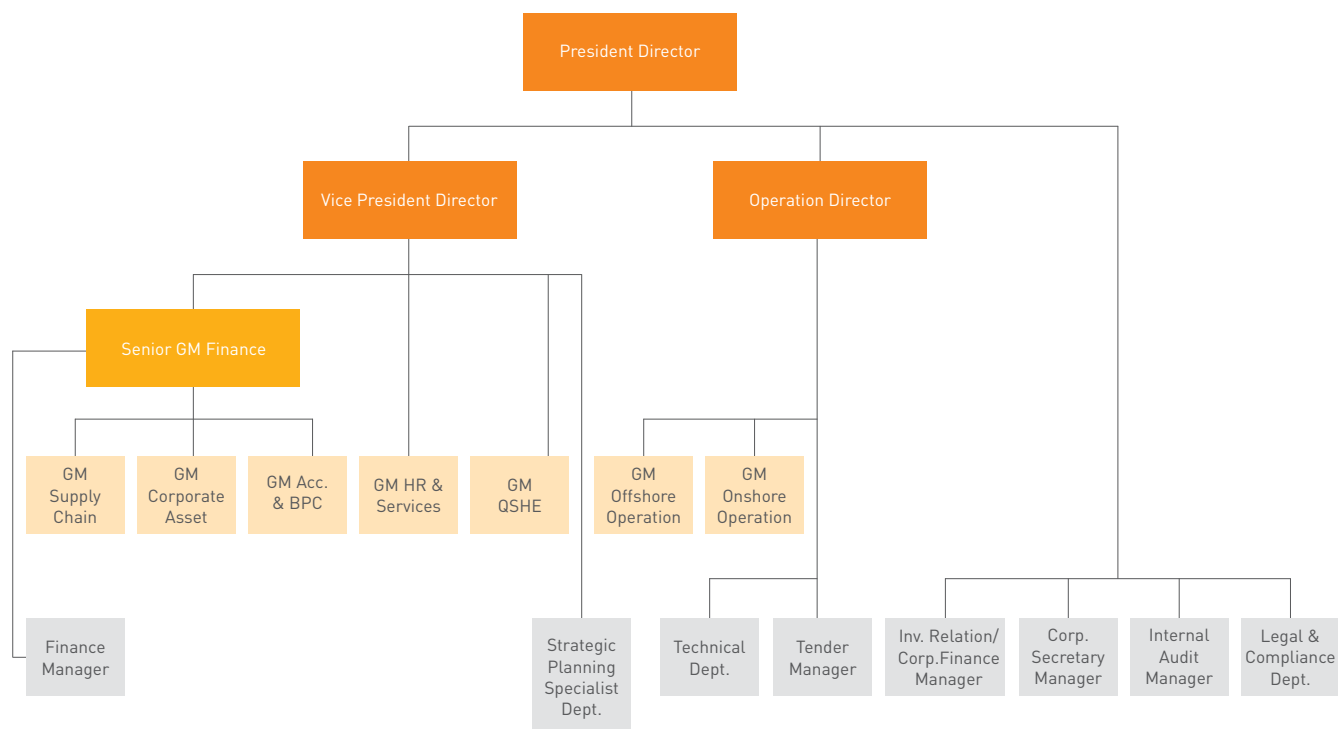 President Director
Vice President Director
Operation Director
Senior GM Finance
GM
Supply
Chain
GM
Corporate
Asset
GM Acc.
& BPC
GM HR &
Services
GM
QSHE
GM
Offshore
Operation
GM
Onshore
Operation
Finance
Manager
Strategic
Planning
Specialist
Dept.
Technical
Dept.
Tender
Manager
Inv. Relation/
Corp.Finance
Manager
Corp.
Secretary
Manager
Internal
Audit
Manager
Legal &
Compliance
Dept.